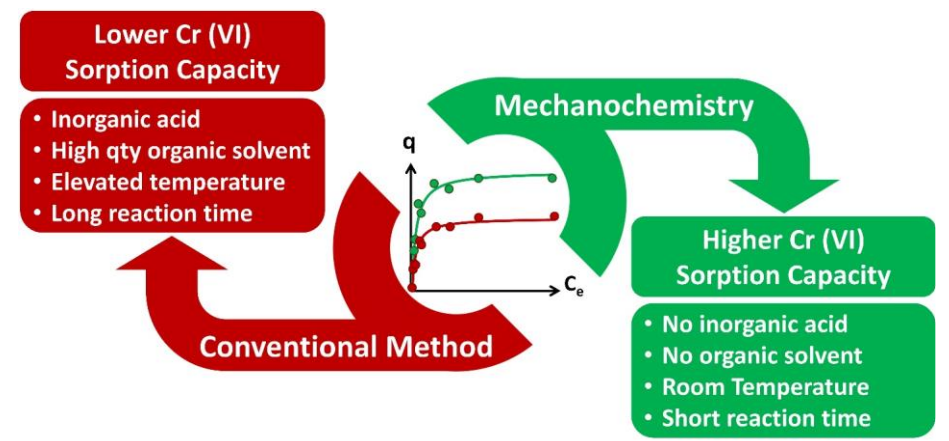 Lower Cr (VI)
Sorption Capacity
• Inorganic acid
• High qty organic solvent
• Elevated temperature
• Long reaction time
Conventional Method
q
Cₑ
Mechanochemistry
Higher Cr (VI)
Sorption Capacity
• No inorganic acid
• No organic solvent
• Room Temperature
• Short reaction time